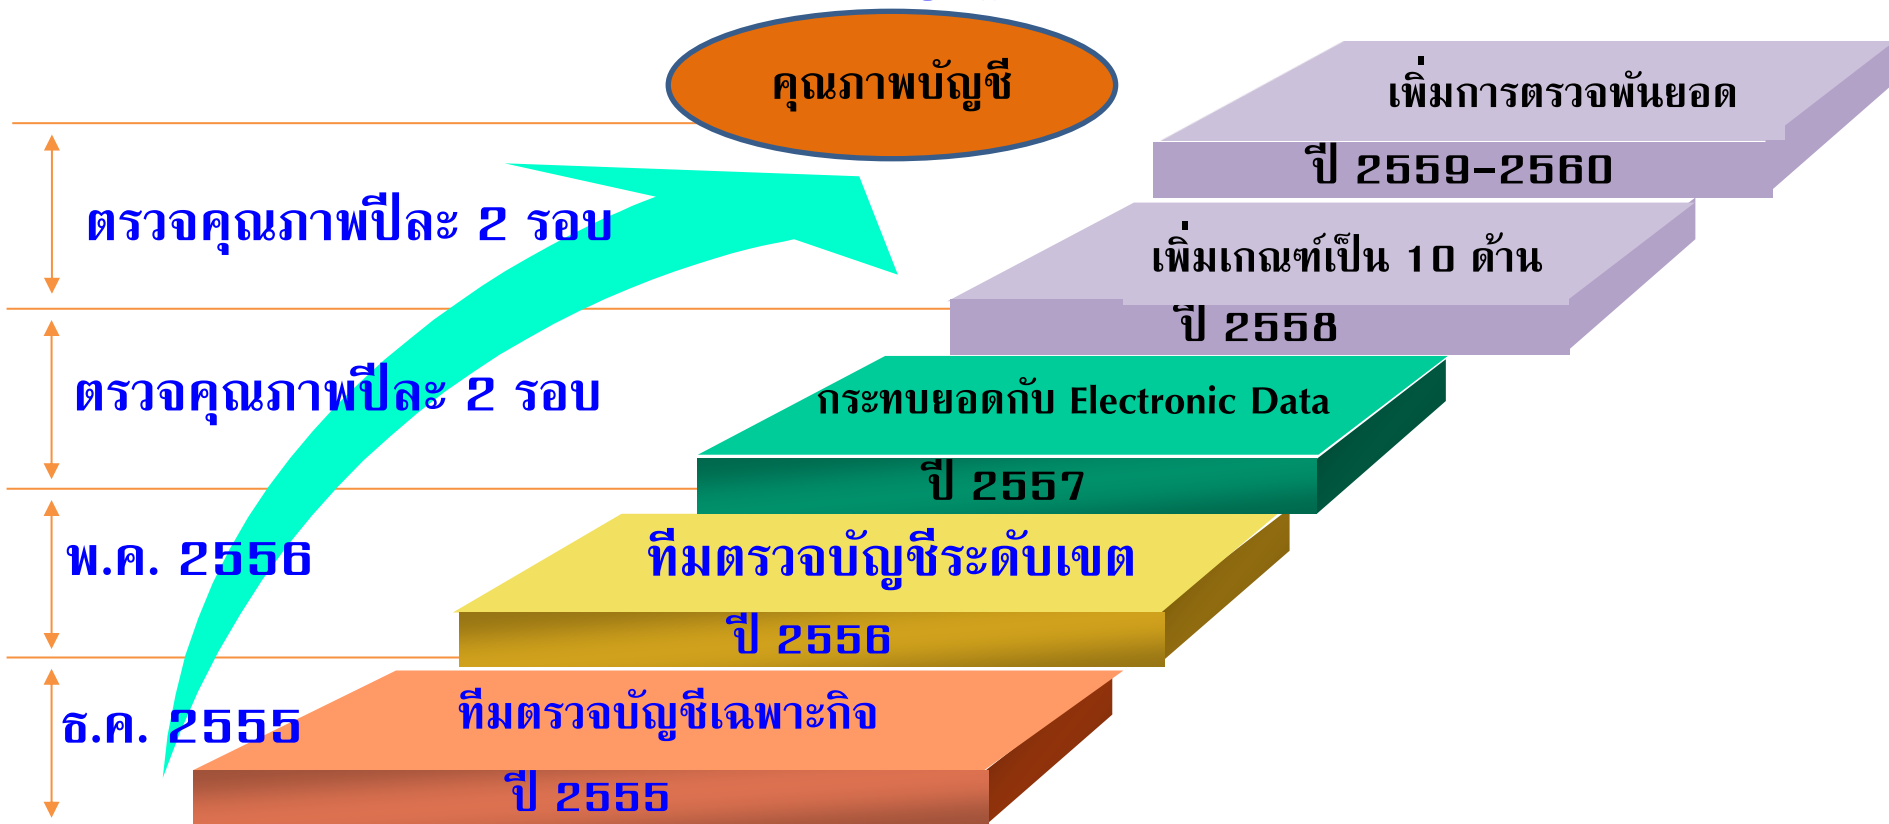 คุณภาพบัญชี
เพิ่มการตรวจพันยอด
ปี 2559-2560
ตรวจคุณภาพปีละ 2 รอบ
เพิ่มเกณฑ์เป็น 10 ด้าน
ปี 2558
ตรวจคุณภาพปีละ 2 รอบ
กระทบยอดกับ Electronic Data
ปี 2557
พ.ค. 2556
ทีมตรวจบัญชีระดับเขต
ปี 2556
ธ.ค. 2555
ทีมตรวจบัญชีเฉพาะกิจ
ปี 2555